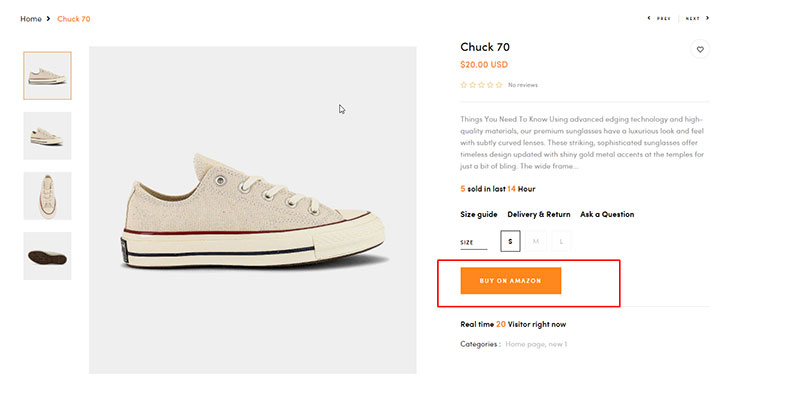 Home > Chuck 70
PREV | NEXT
Chuck 70
$20.00 USD
No reviews
Things You Need To Know Using advanced edging technology and high-
quality materials, our premium sunglasses have a luxurious look and feel
with subtly curved lenses. These striking, sophisticated sunglasses offer
timeless design updated with shiny gold metal accents at the temples for
just a bit of bling. The wide frame...
5 sold in last 14 Hour
Size guide Delivery & Return Ask a Question
SIZE S M L
BUY ON AMAZON
Real time 20 Visitor right now
Categories : Home page, new 1